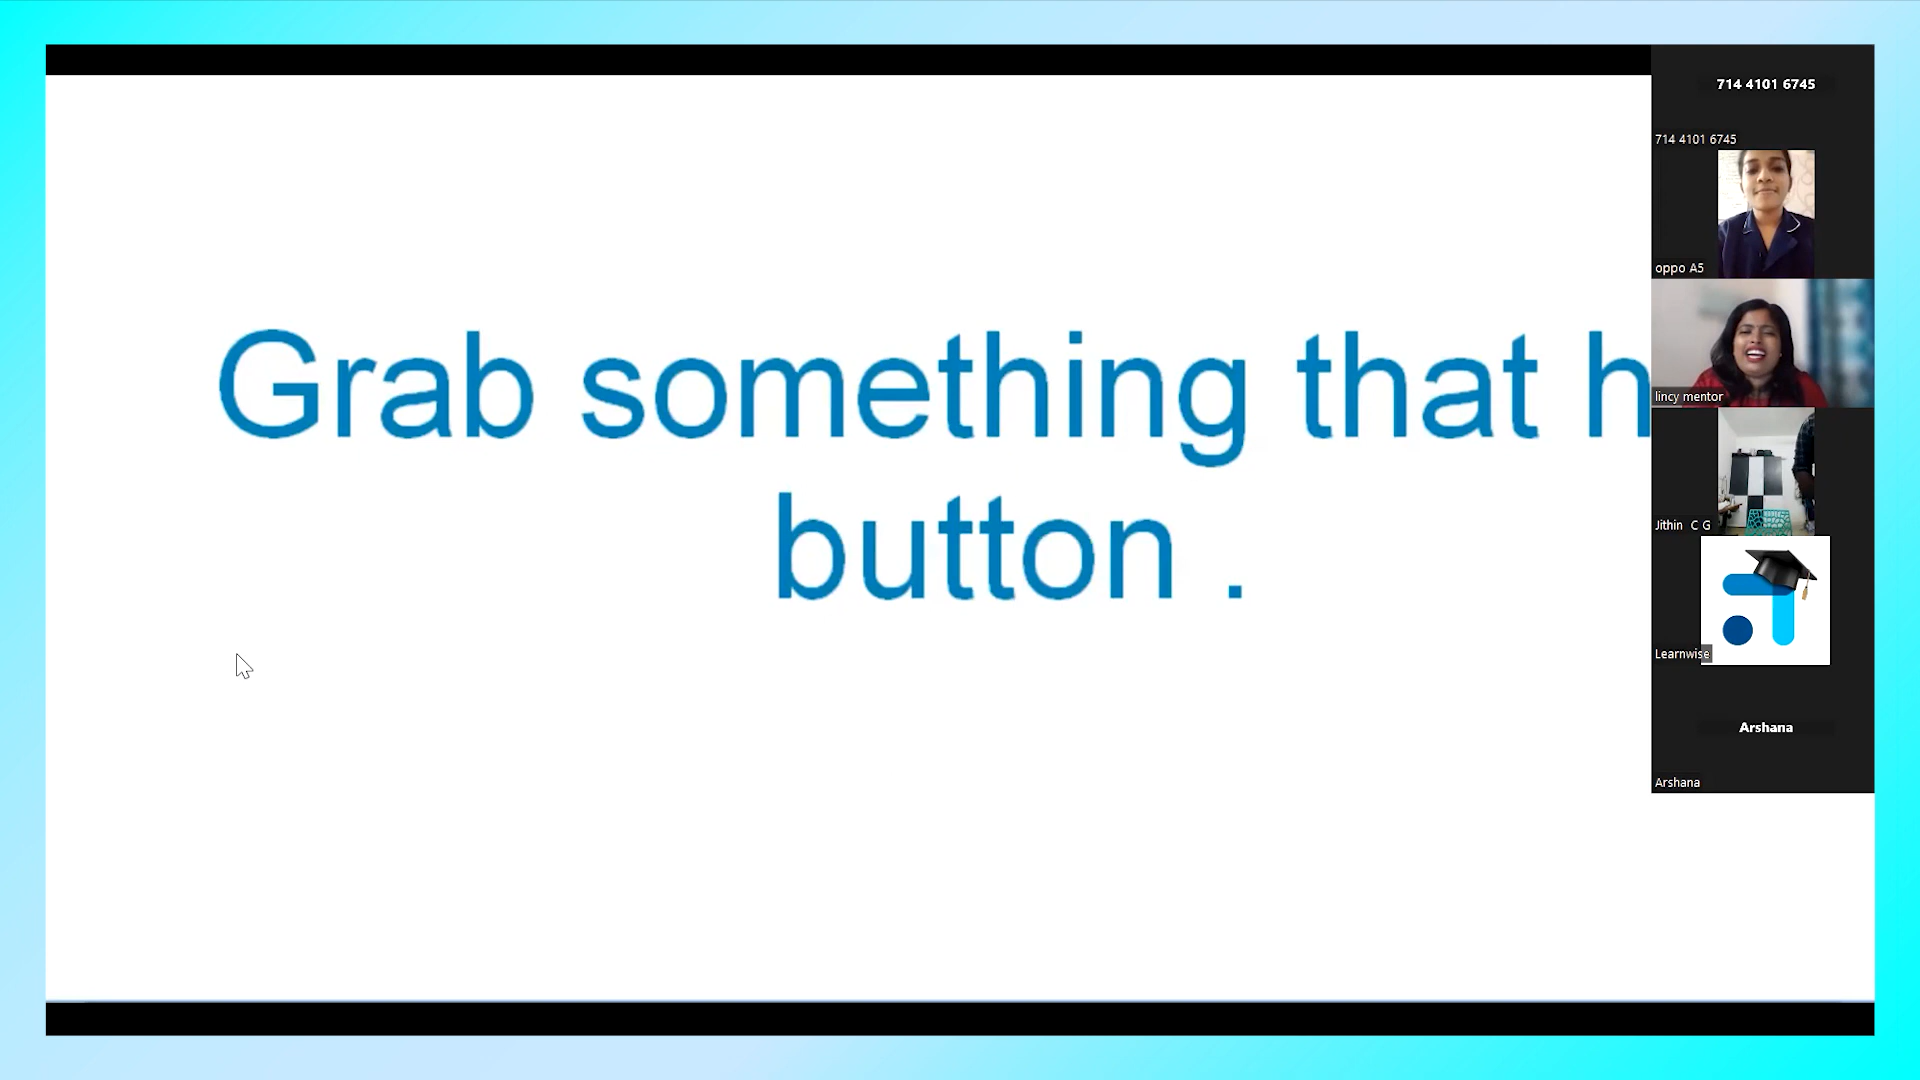 Grab something that h
button .
714 4101 6745
714 4101 6745
oppo A5
lincy mentor
Jithin C G
Learnwise
Arshana
Arshana